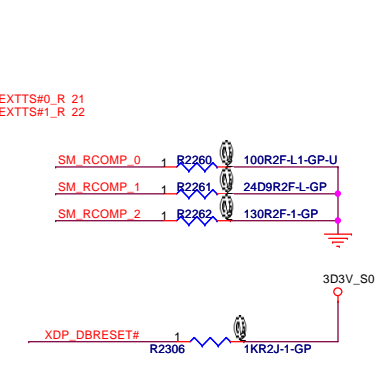 EXTTS#0_R 21
EXTTS#1_R 22
SM_RCOMP_0 1 R2260 100R2F-L1-GP-U
SM_RCOMP_1 1 R2261 24D9R2F-L-GP
SM_RCOMP_2 1 R2262 130R2F-1-GP
3D3V_S0
XDP_DBRESET# 1
R2306 1KR2J-1-GP